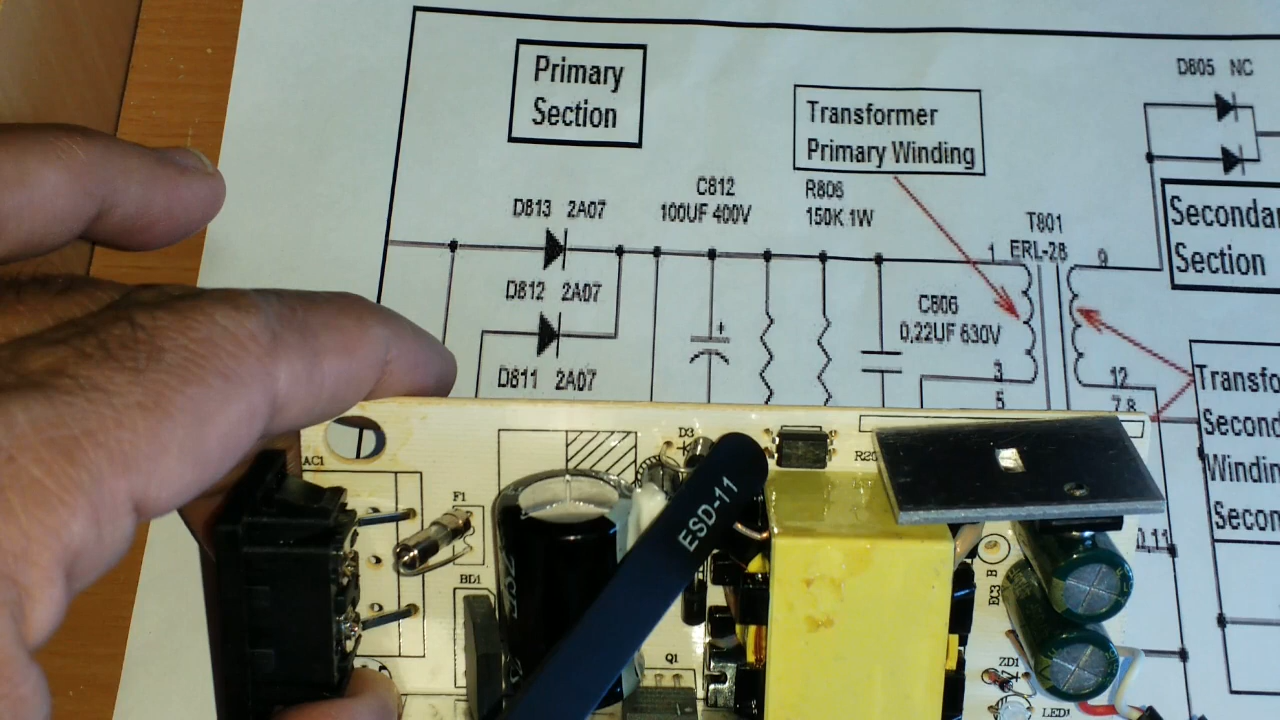 Primary
Section
Transformer
Primary Winding
D805 NC
C812
100UF 400V
R806
150K 1W
D813 2A07
T801
ERL-28
1
9
Secondar
Section
D812 2A07
C806
0,22UF 630V
+
D811 2A07
3
5
12
7,8
Transfo
Second
Windin
Secon
AC1
F1
D3
R20
ESD-11
BD1
B
EC3
Q1
ZD1
LED1